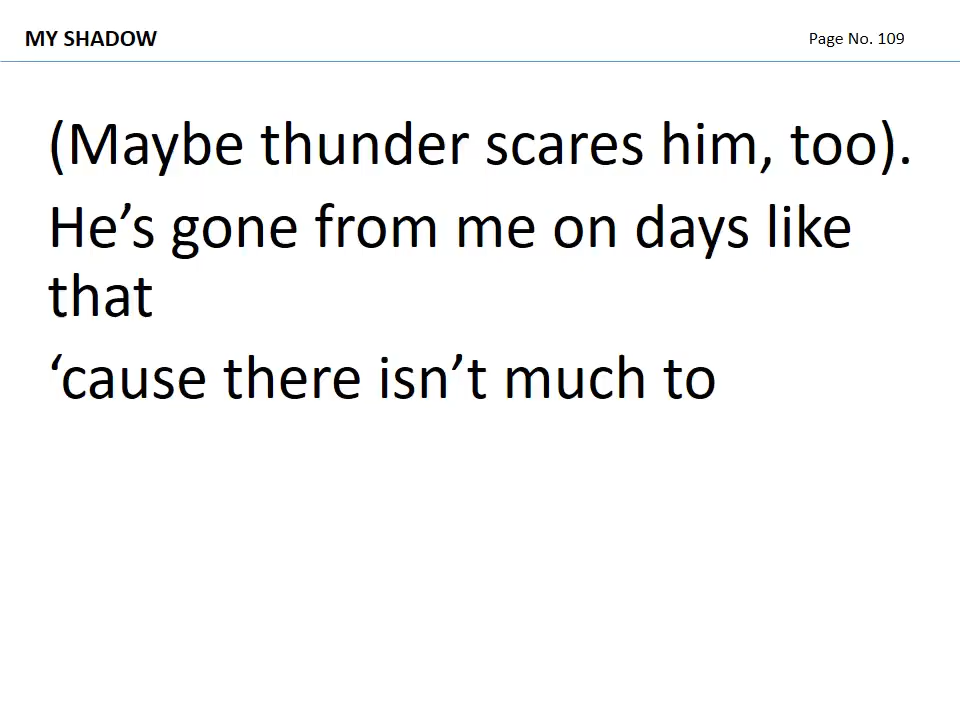 MY SHADOW
Page No. 109
(Maybe thunder scares him, too).
He’s gone from me on days like
that
‘cause there isn’t much to